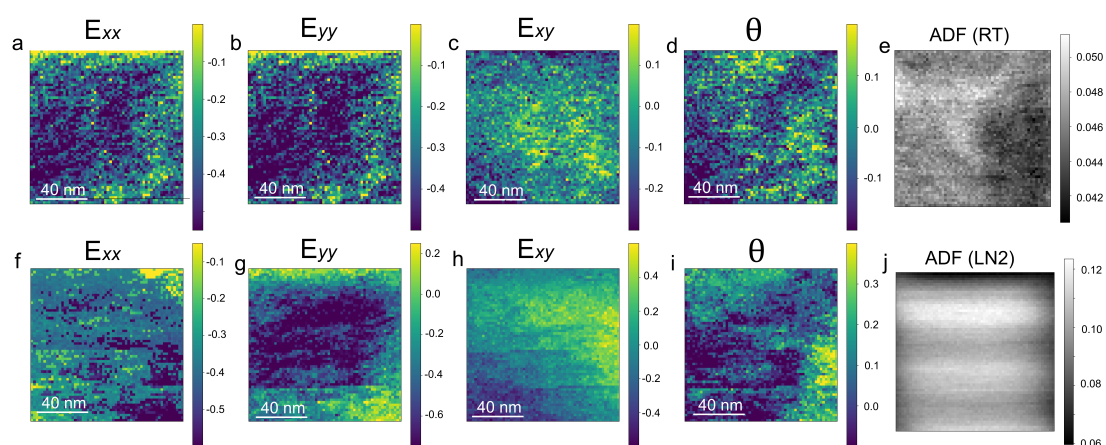 a
Exx
-0.1
-0.2
-0.3
-0.4
40 nm
b
Eyy
-0.1
-0.2
-0.3
-0.4
40 nm
c
Exy
0.1
0.0
-0.1
-0.2
40 nm
d
θ
0.1
0.0
-0.1
40 nm
e
ADF (RT)
0.050
0.048
0.046
0.044
0.042
f
Exx
-0.1
-0.2
-0.3
-0.4
-0.5
40 nm
g
Eyy
0.2
0.0
-0.2
-0.4
-0.6
40 nm
h
Exy
0.4
0.2
-0.0
-0.2
-0.4
40 nm
i
θ
0.3
0.2
0.1
0.0
40 nm
j
ADF (LN2)
0.12
0.10
0.08
0.06